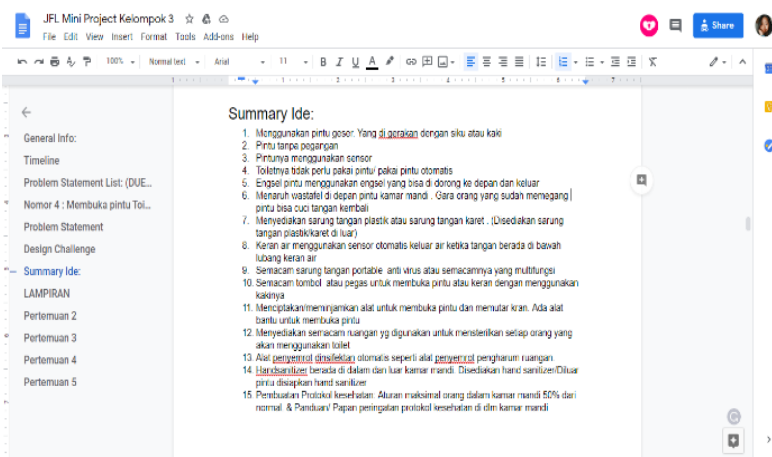 JFL Mini Project Kelompok 3
File Edit View Insert Format Tools Add-ons Help
Share
100% Normal text Arial 11 B I U A
General Info:
Timeline
Problem Statement List: (DUE...
Nomor 4 : Membuka pintu Toi...
Problem Statement
Design Challenge
Summary Ide:
LAMPIRAN
Pertemuan 2
Pertemuan 3
Pertemuan 4
Pertemuan 5
Summary Ide:
1. Menggunakan pintu geser. Yang di gerakan dengan siku atau kaki
2. Pintu tanpa pegangan
3. Pintunya menggunakan sensor
4. Toiletnya tidak perlu pakai pintu/ pakai pintu otomatis
5. Engsel pintu menggunakan engsel yang bisa di dorong ke depan dan keluar
6. Menaruh wastafel di depan pintu kamar mandi . Gara orang yang sudah memegang
pintu bisa cuci tangan kembali
7. Menyediakan sarung tangan plastik atau sarung tangan karet . (Disediakan sarung
tangan plastik/karet di luar)
8. Keran air menggunakan sensor otomatis keluar air ketika tangan berada di bawah
lubang keran air
9. Semacam sarung tangan portable anti virus atau semacamnya yang multifungsi
10. Semacam tombol atau pegas untuk membuka pintu atau keran dengan menggunakan
kakinya
11. Menciptakan/meminjamkan alat untuk membuka pintu dan memutar kran. Ada alat
bantu untuk membuka pintu
12. Menyediakan semacam ruangan yg digunakan untuk mensterilkan setiap orang yang
akan menggunakan toilet
13. Alat penyemrot dinsifektan otomatis seperti alat penyemrot pengharum ruangan.
14. Handsanitizer berada di dalam dan luar kamar mandi. Disediakan hand sanitizer/Diluar
pintu disiapkan hand sanitizer
15. Pembuatan Protokol kesehatan: Aturan maksimal orang dalam kamar mandi 50% dari
normal. & Panduan/ Papan peringatan protokol kesehatan di dlm kamar mandi